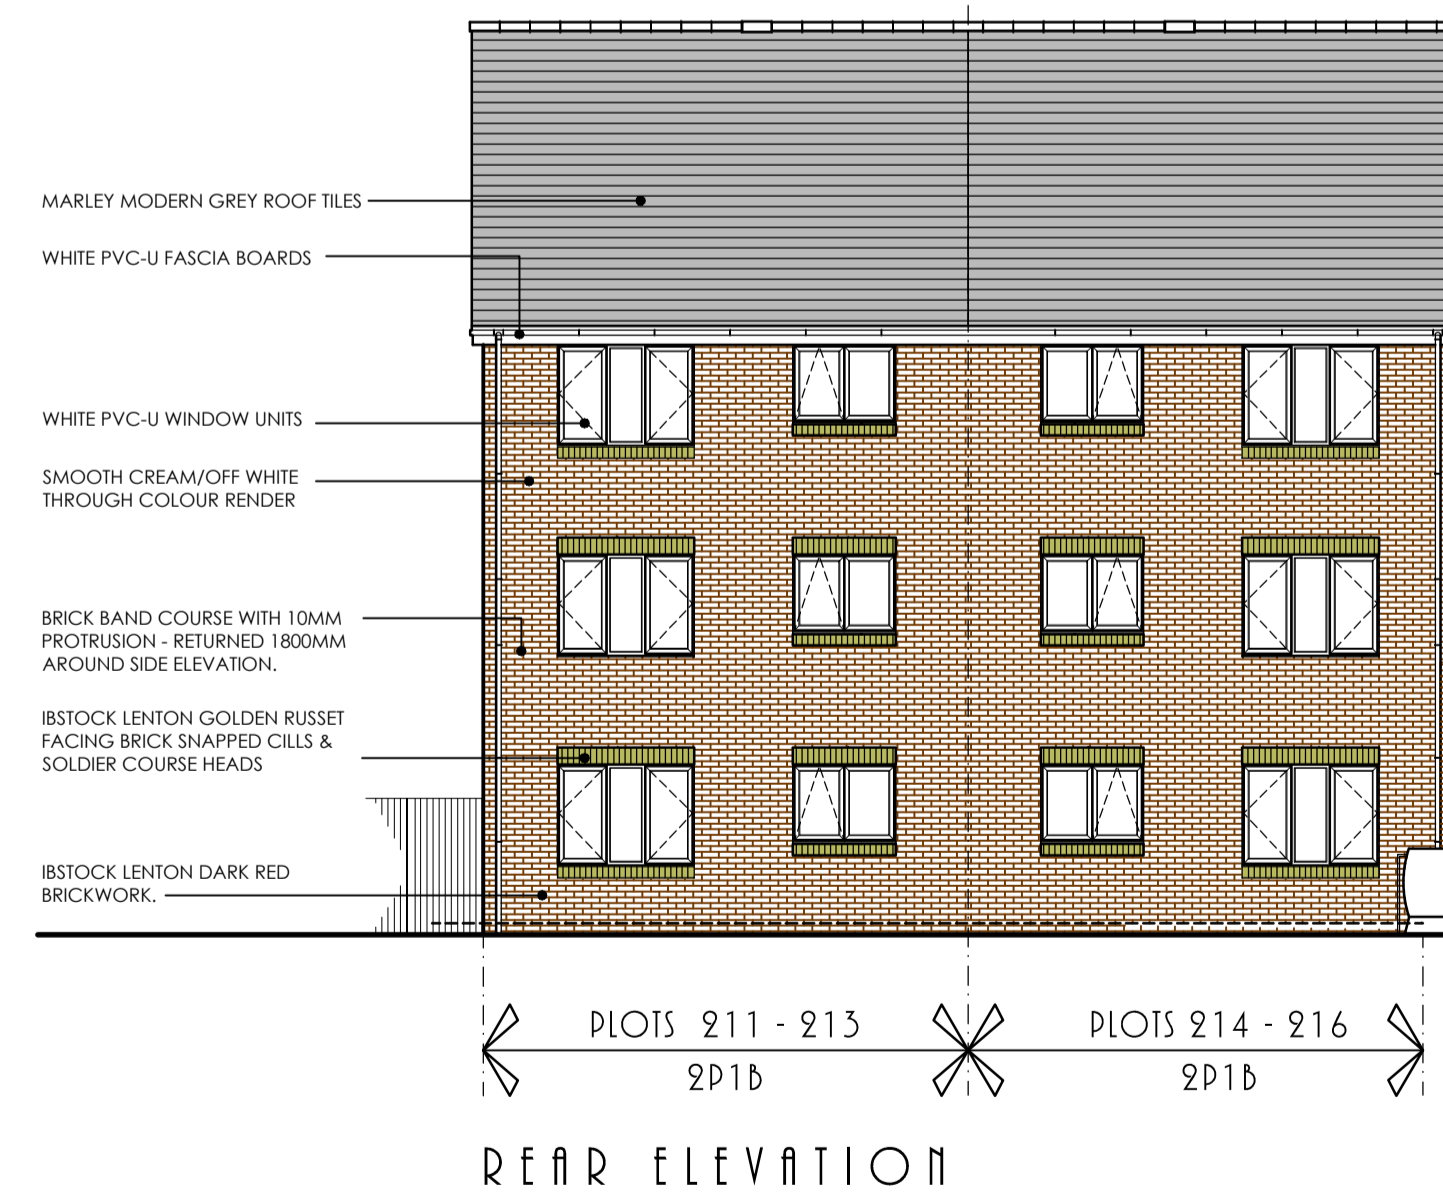 MARLEY MODERN GREY ROOF TILES
WHITE PVC-U FASCIA BOARDS
WHITE PVC-U WINDOW UNITS
SMOOTH CREAM/OFF WHITE
THROUGH COLOUR RENDER
BRICK BAND COURSE WITH 10MM
PROTRUSION - RETURNED 1800MM
AROUND SIDE ELEVATION.
IBSTOCK LENTON GOLDEN RUSSET
FACING BRICK SNAPPED CILLS &
SOLDIER COURSE HEADS
IBSTOCK LENTON DARK RED
BRICKWORK.
PLOTS 211 - 213
2P1B
PLOTS 214 - 216
2P1B
REAR ELEVATION